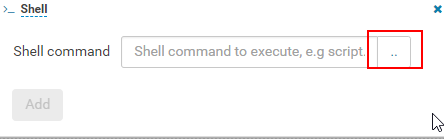 >_ Shell
Shell command Shell command to execute, e.g script. ..
Add